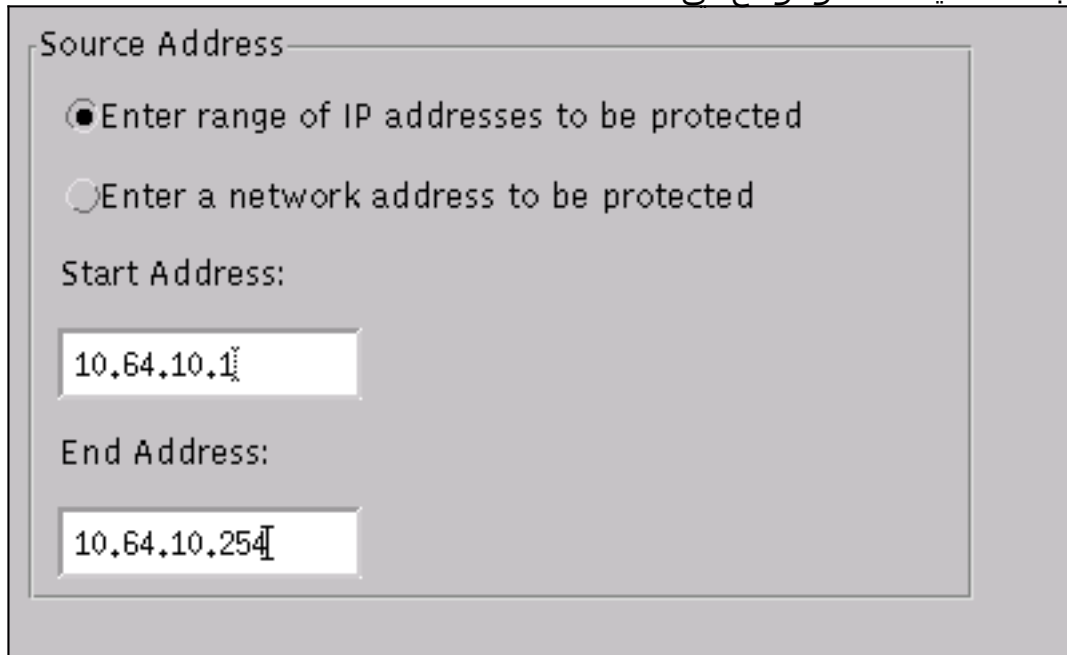 Source Address
Enter range of IP addresses to be protected
Enter a network address to be protected
Start Address:
10.64.10.1
End Address:
10.64.10.254